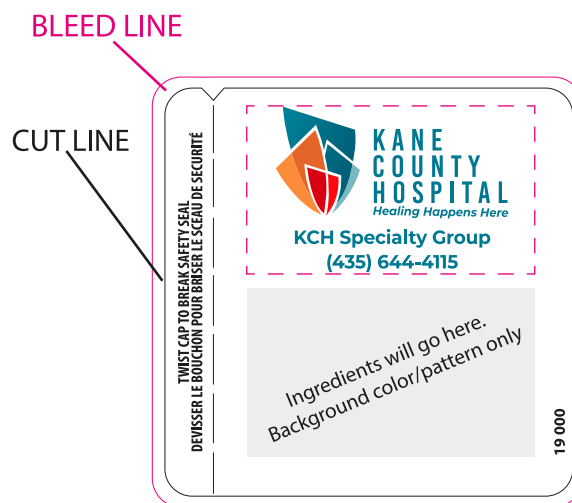 BLEED LINE
CUT LINE
TWIST CAP TO BREAK SAFETY SEAL
DEVISSER LE BOUCHON POUR BRISER LE SCEAU DE SECURITÉ
KANE
COUNTY
HOSPITAL
Healing Happens Here
KCH Specialty Group
(435) 644-4115
Ingredients will go here.
Background color/pattern only
19 000